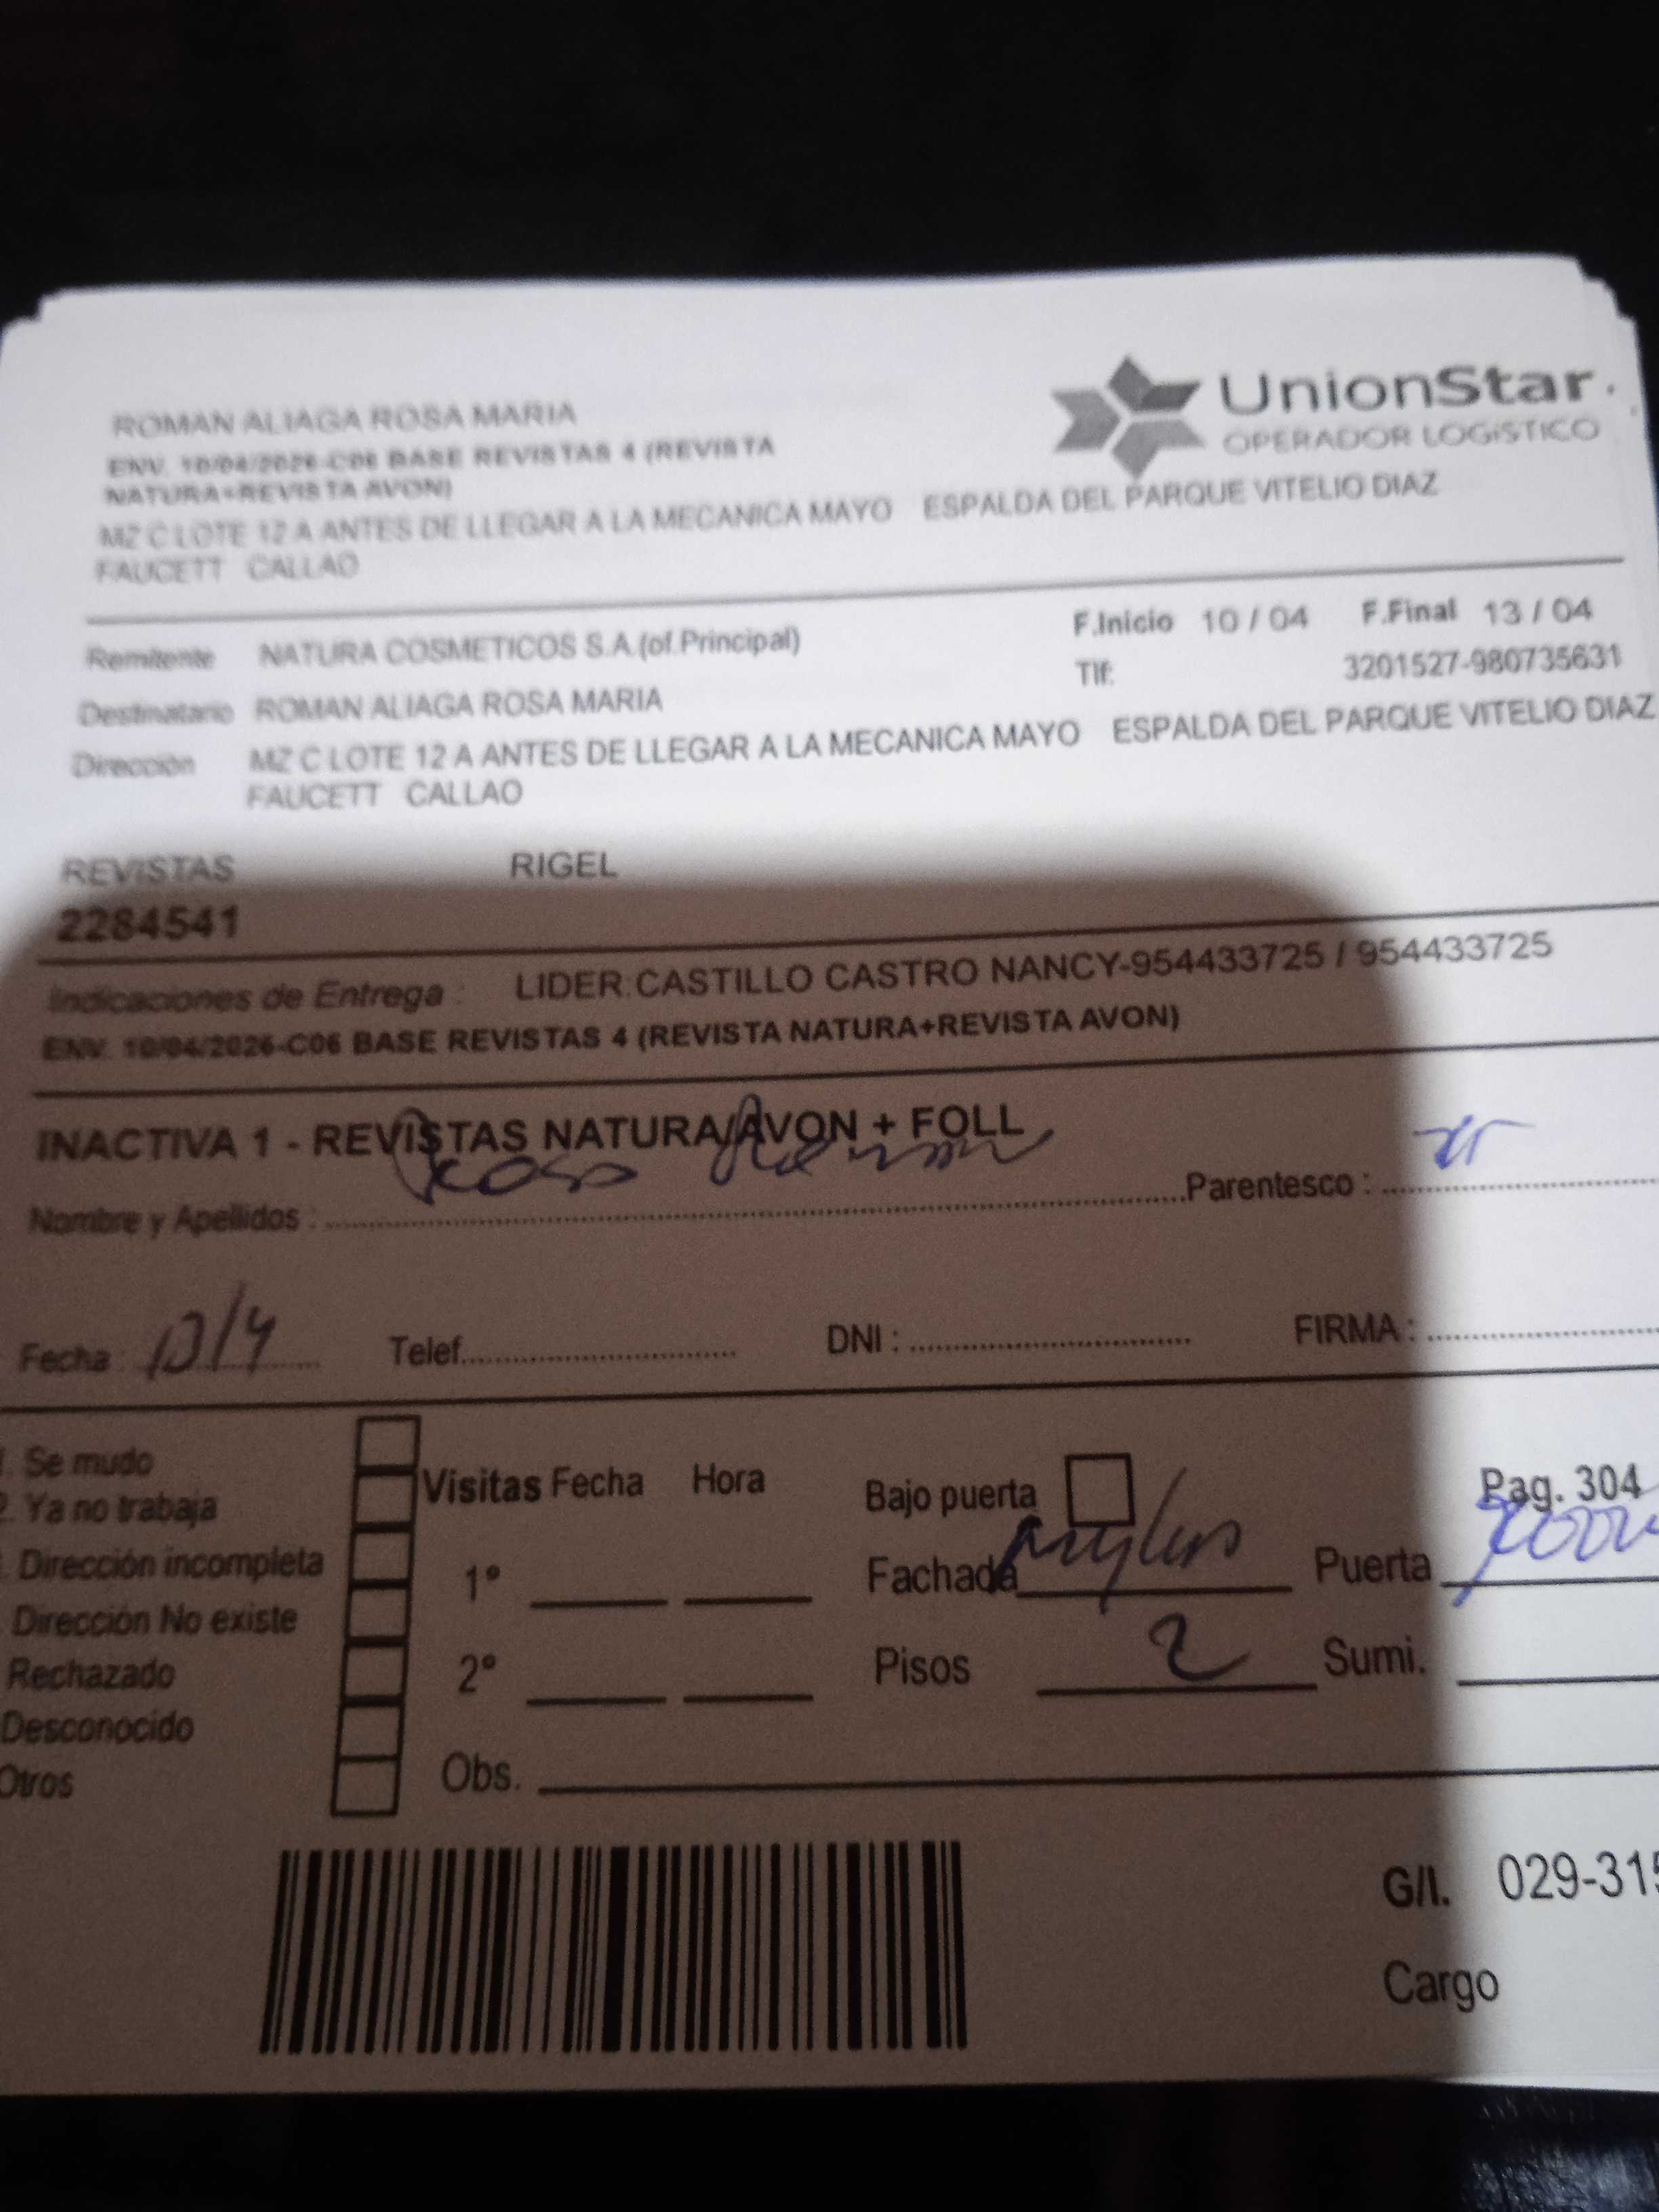 UnionStar
OPERADOR LOGÍSTICO
ROMAN ALIAGA ROSA MARIA
ENV. 10/04/2026-C06 BASE REVISTAS 4 (REVISTA
NATURA+REVISTA AVON)
MZ C LOTE 12 A ANTES DE LLEGAR A LA MECANICA MAYO ESPALDA DEL PARQUE VITELIO DIAZ
FAUCETT CALLAO
Remitente NATURA COSMETICOS S.A.(of.Principal) F.Inicio 10 / 04 F.Final 13 / 04
Tlf: 3201527-980735631
Destinatario ROMAN ALIAGA ROSA MARIA
Dirección MZ C LOTE 12 A ANTES DE LLEGAR A LA MECANICA MAYO ESPALDA DEL PARQUE VITELIO DIAZ
FAUCETT CALLAO
REVISTAS RIGEL
2284541
Indicaciones de Entrega : LIDER:CASTILLO CASTRO NANCY-954433725 / 954433725
ENV. 10/04/2026-C06 BASE REVISTAS 4 (REVISTA NATURA+REVISTA AVON)
INACTIVA 1 - REVISTAS NATURA/AVON + FOLL
Nombre y Apellidos : Rosa Roman Parentesco :
Fecha : 10/4 Telef. DNI : FIRMA :
1. Se mudo
2. Ya no trabaja
Dirección incompleta
Dirección No existe
Rechazado
Desconocido
Otros
Visitas Fecha Hora
1°
2°
Obs.
Bajo puerta
Fachada
Pisos 2
Pag. 304
Puerta
Sumi.
G/I. 029-315
Cargo